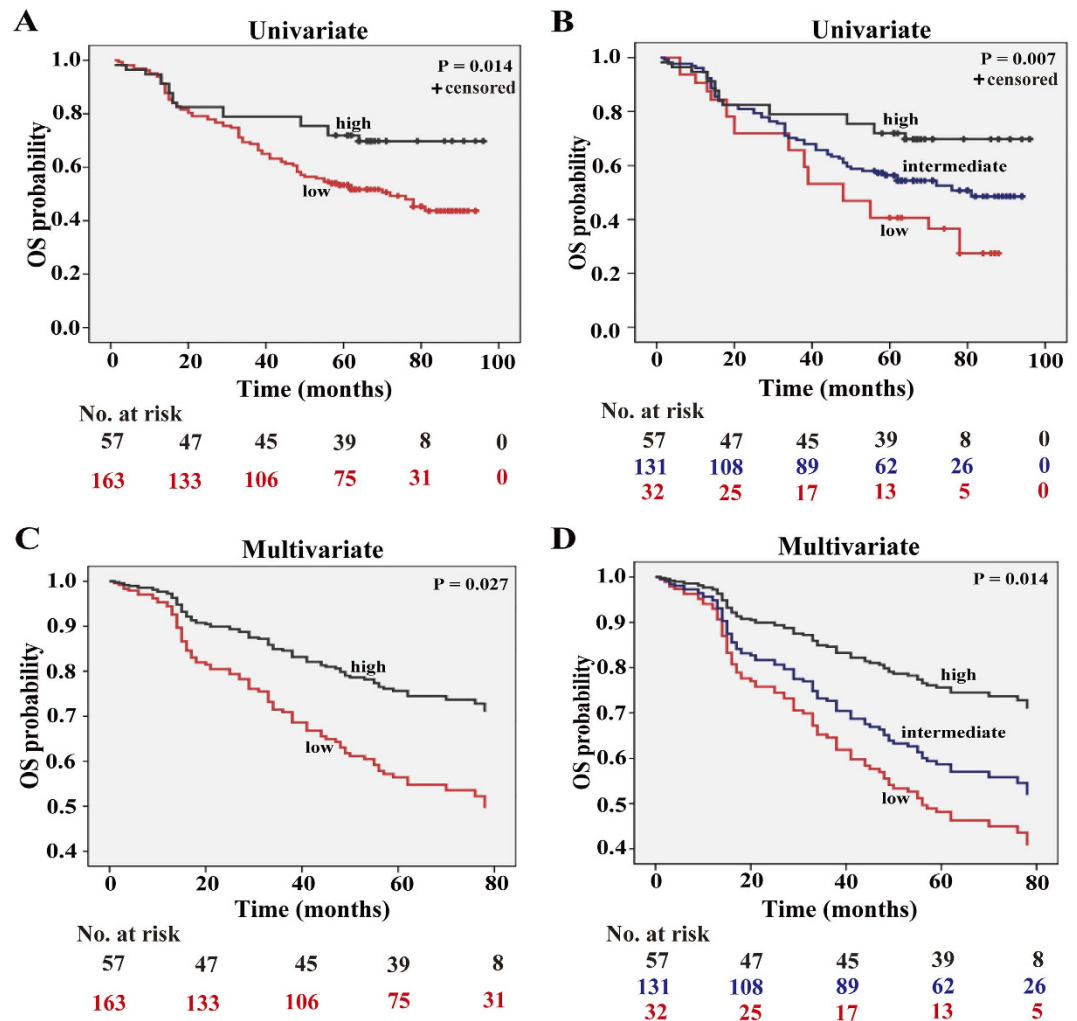 A
Univariate
P = 0.014
+censored
high
low
OS probability
1.0
0.8
0.6
0.4
0.2
0.0
0 20 40 60 80 100
Time (months)
No. at risk
57 47 45 39 8 0
163 133 106 75 31 0
B
Univariate
P = 0.007
+censored
high
intermediate
low
OS probability
1.0
0.8
0.6
0.4
0.2
0.0
0 20 40 60 80 100
Time (months)
No. at risk
57 47 45 39 8 0
131 108 89 62 26 0
32 25 17 13 5 0
C
Multivariate
P = 0.027
high
low
OS probability
1.0
0.9
0.8
0.7
0.6
0.5
0.4
0 20 40 60 80
Time (months)
No. at risk
57 47 45 39 8
163 133 106 75 31
D
Multivariate
P = 0.014
high
intermediate
low
OS probability
1.0
0.9
0.8
0.7
0.6
0.5
0.4
0 20 40 60 80
Time (months)
No. at risk
57 47 45 39 8
131 108 89 62 26
32 25 17 13 5